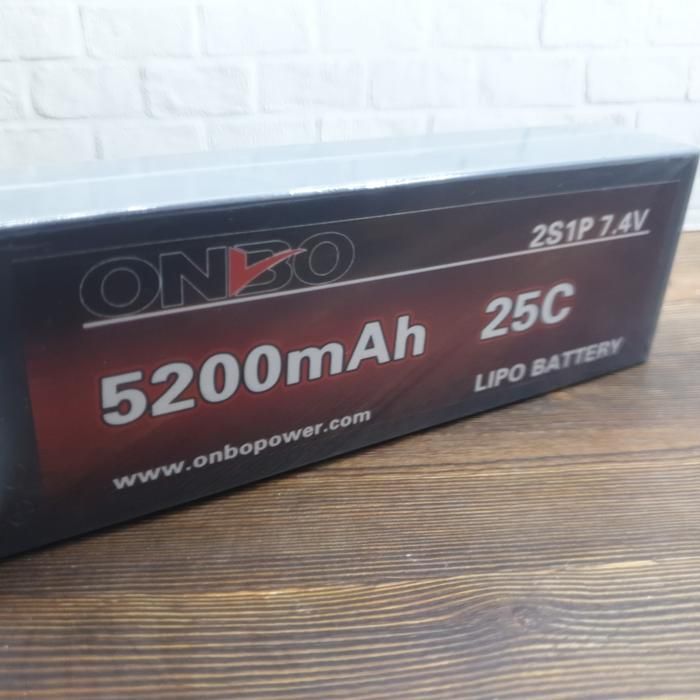 ONBO
2S1P 7.4V
5200mAh
25C
LIPO BATTERY
www.onbopower.com